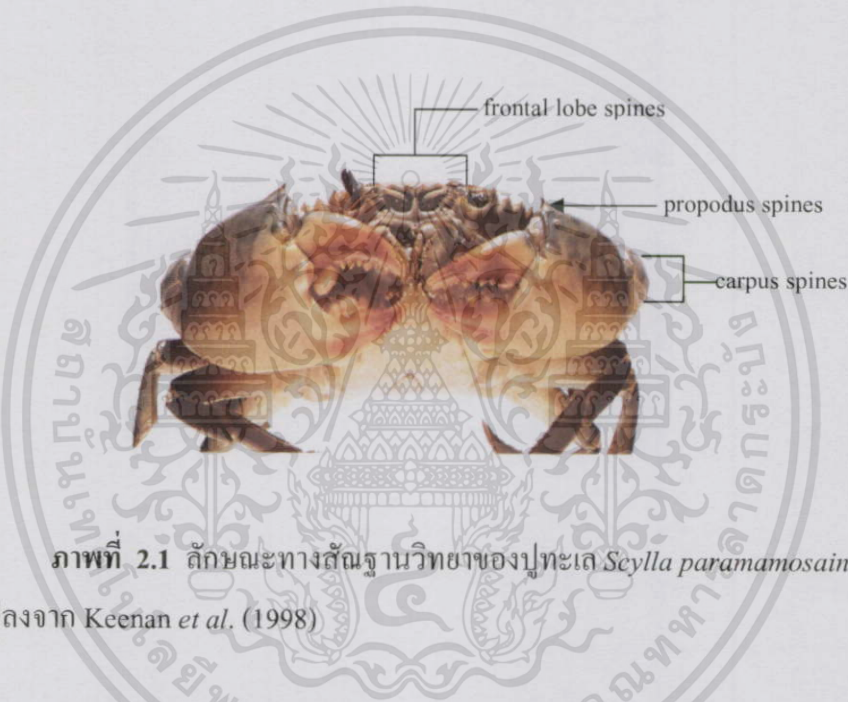 frontal lobe spines
propodus spines
carpus spines
ภาพที่ 2.1 ลักษณะทางสัณฐานวิทยาของปูทะเล Scylla paramamosain
ลงจาก Keenan et al. (1998)